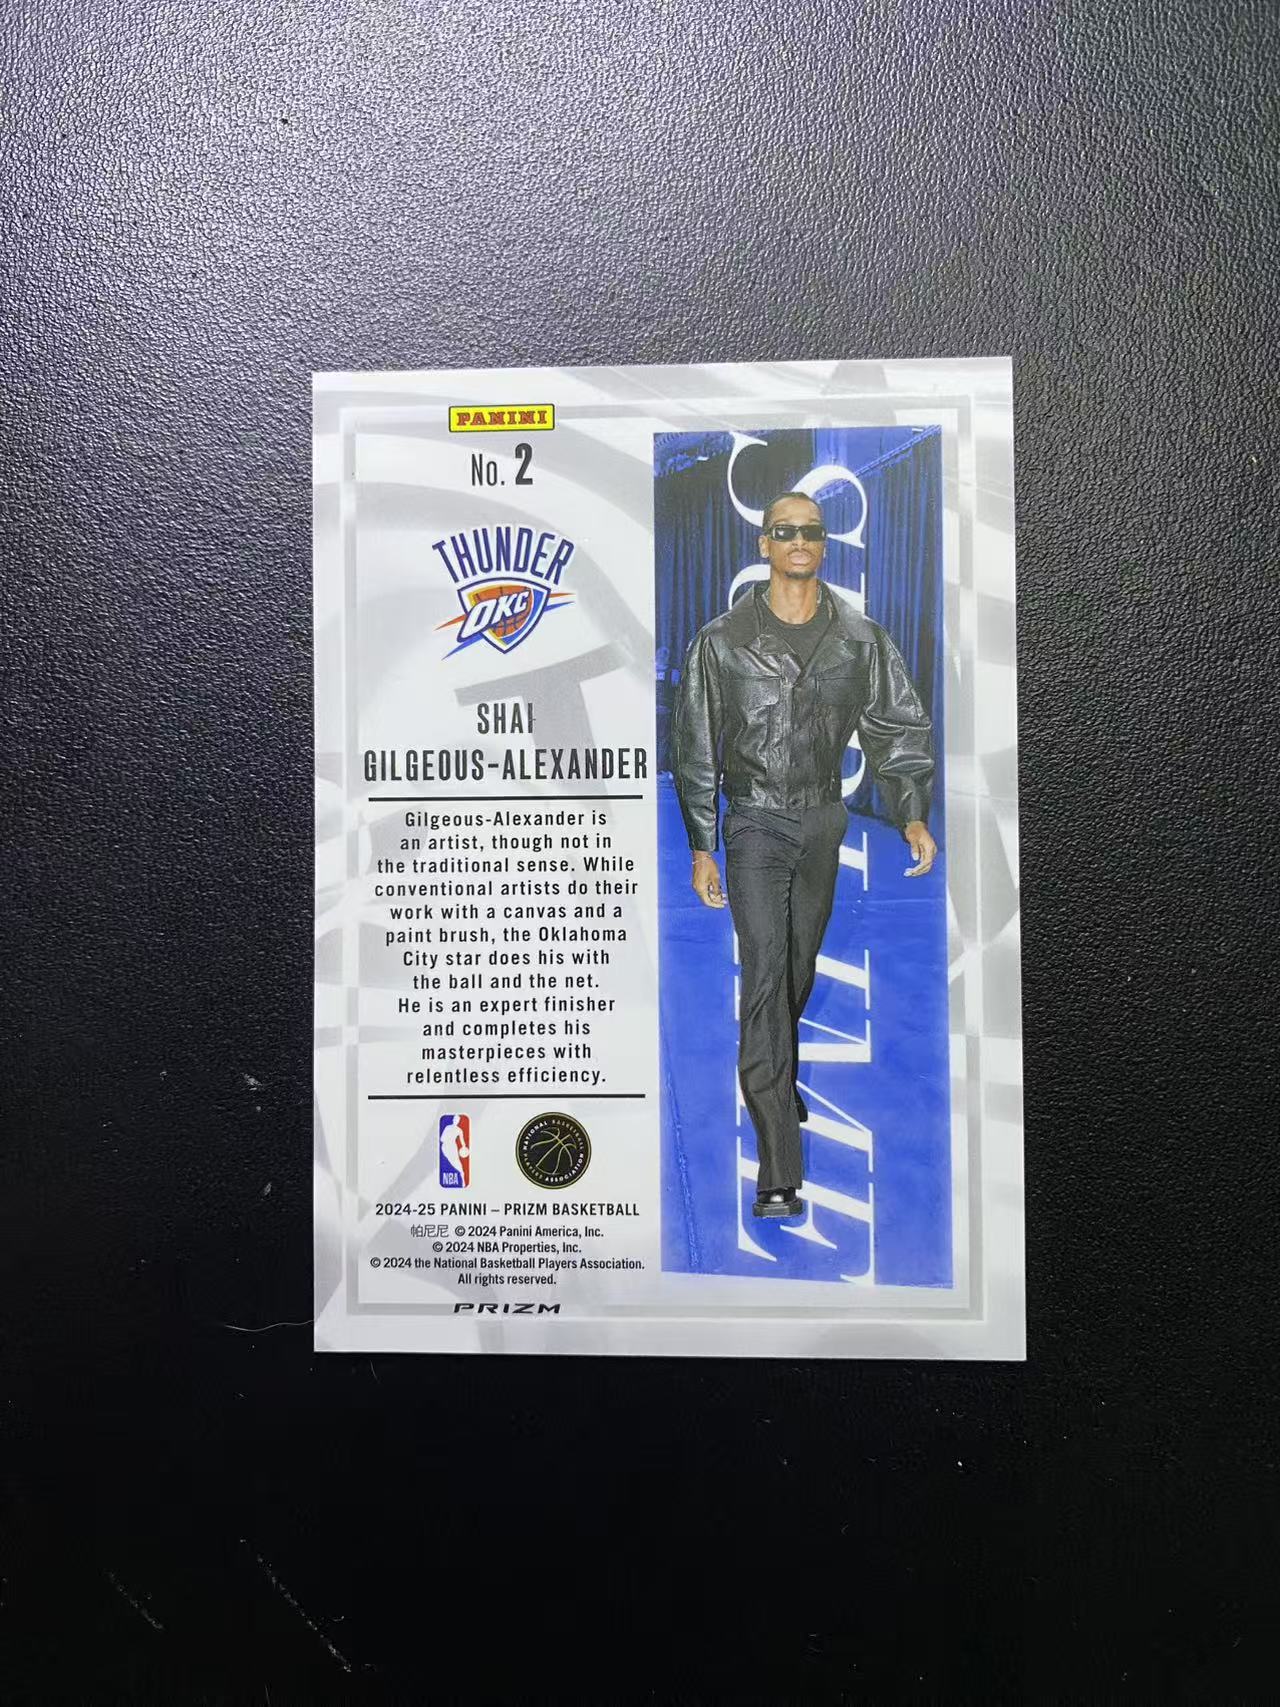 PANINI
No. 2
THUNDER
OKC
SHAI
GILGEOUS-ALEXANDER
Gilgeous-Alexander is
an artist, though not in
the traditional sense. While
conventional artists do their
work with a canvas and a
paint brush, the Oklahoma
City star does his with
the ball and the net.
He is an expert finisher
and completes his
masterpieces with
relentless efficiency.
NBA
NATIONAL BASKETBALL
PLAYERS ASSOCIATION
2024-25 PANINI – PRIZM BASKETBALL
帕尼尼 © 2024 Panini America, Inc.
© 2024 NBA Properties, Inc.
© 2024 the National Basketball Players Association.
All rights reserved.
PRIZM